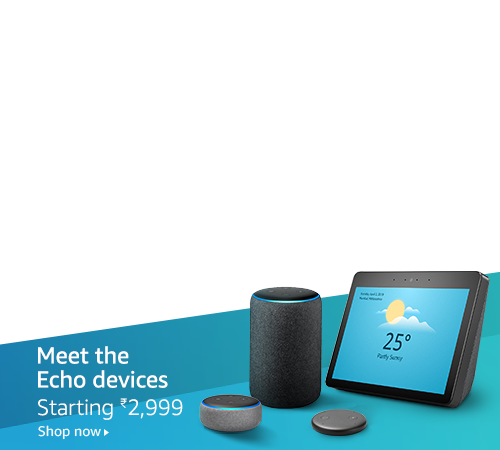 Meet the
Echo devices
Starting ₹2,999
Shop now
25°
Partly Sunny